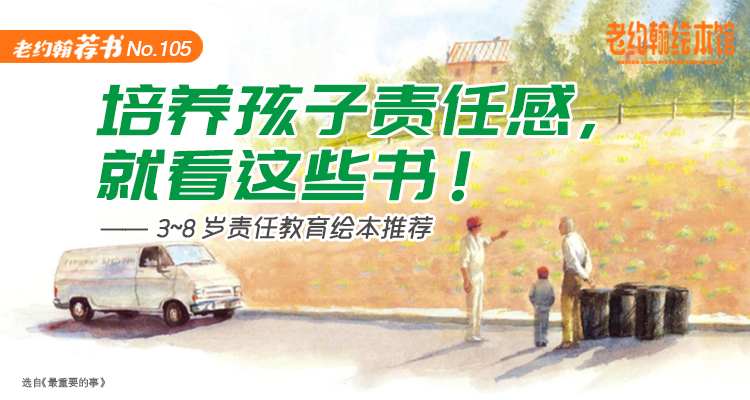 老约翰荐书 No.105
老约翰绘本馆
培养孩子责任感，
就看这些书！
—— 3~8 岁责任教育绘本推荐
选自《最重要的事》